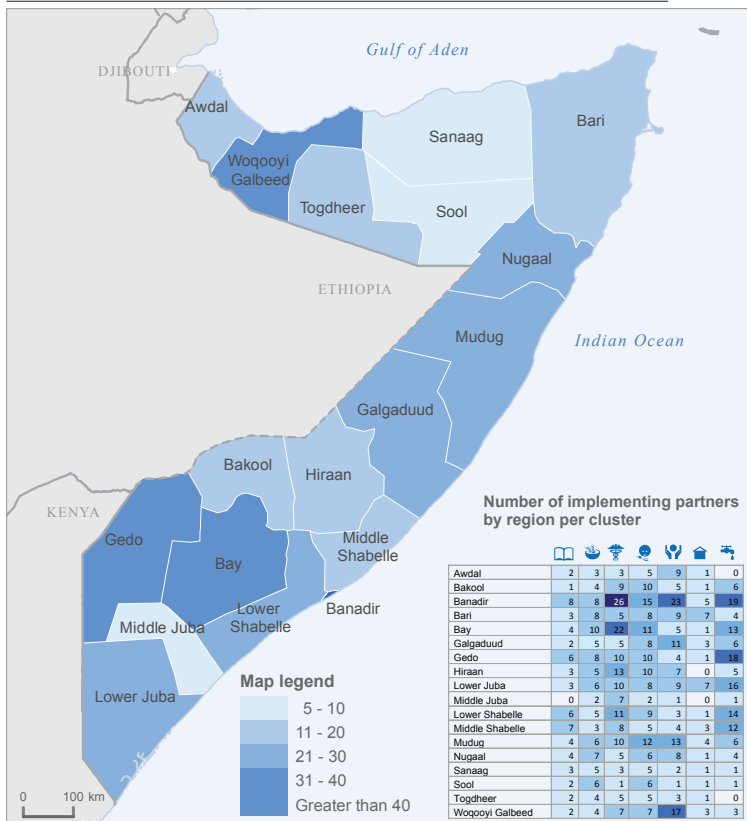 Gulf of Aden
DJIBOUTI
Awdal
Sanaag
Bari
Woqooyi
Galbeed
Togdheer
Sool
Nugaal
ETHIOPIA
Mudug
Indian Ocean
Galgaduud
Bakool
Hiraan
KENYA
Gedo
Bay
Middle
Shabelle
Lower
Shabelle
Banadir
Middle Juba
Lower Juba
Map legend
5 - 10
11 - 20
21 - 30
31 - 40
Greater than 40
0 100 km
Number of implementing partners
by region per cluster
Awdal 2 3 3 5 9 1 0
Bakool 1 4 9 10 5 1 6
Banadir 8 8 26 15 23 5 19
Bari 3 8 5 8 9 7 4
Bay 4 10 22 11 5 1 13
Galgaduud 2 5 5 8 11 3 6
Gedo 6 8 10 10 4 1 18
Hiraan 3 5 13 10 7 0 5
Lower Juba 3 6 10 8 9 7 16
Middle Juba 0 2 7 2 1 0 1
Lower Shabelle 6 5 11 9 3 1 14
Middle Shabelle 7 3 8 5 4 3 12
Mudug 4 6 10 12 13 4 6
Nugaal 4 7 5 6 8 1 4
Sanaag 3 5 3 5 2 1 1
Sool 2 6 1 6 1 1 1
Togdheer 2 4 5 5 3 1 0
Woqooyi Galbeed 2 4 7 7 17 3 3